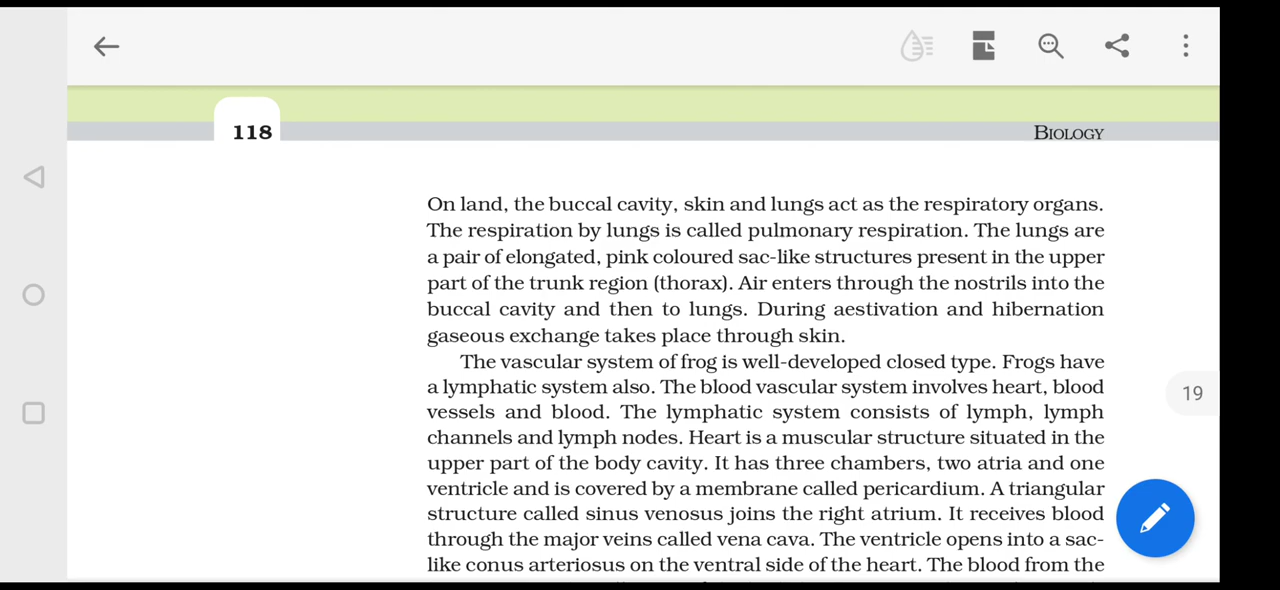 118
BIOLOGY
On land, the buccal cavity, skin and lungs act as the respiratory organs.
The respiration by lungs is called pulmonary respiration. The lungs are
a pair of elongated, pink coloured sac-like structures present in the upper
part of the trunk region (thorax). Air enters through the nostrils into the
buccal cavity and then to lungs. During aestivation and hibernation
gaseous exchange takes place through skin.
The vascular system of frog is well-developed closed type. Frogs have
a lymphatic system also. The blood vascular system involves heart, blood
vessels and blood. The lymphatic system consists of lymph, lymph
channels and lymph nodes. Heart is a muscular structure situated in the
upper part of the body cavity. It has three chambers, two atria and one
ventricle and is covered by a membrane called pericardium. A triangular
structure called sinus venosus joins the right atrium. It receives blood
through the major veins called vena cava. The ventricle opens into a sac-
like conus arteriosus on the ventral side of the heart. The blood from the
19